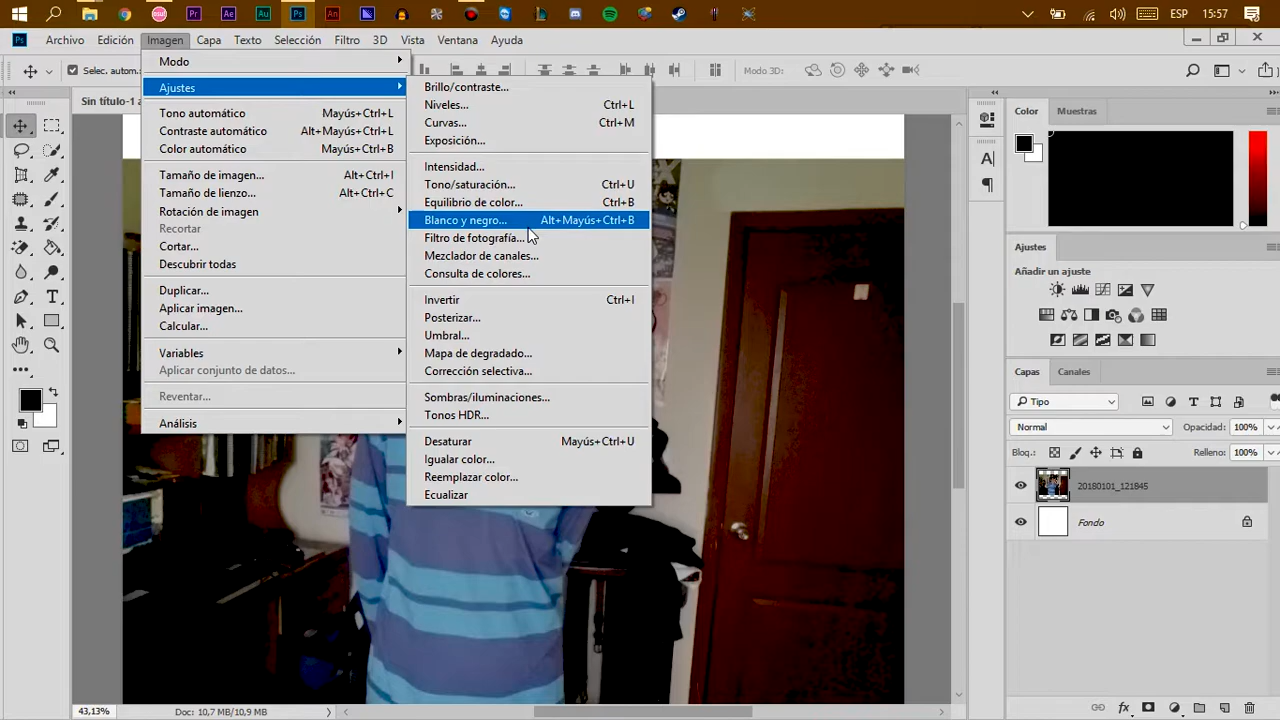 ESP 15:57
Archivo Edición Imagen Capa Texto Selección Filtro 3D Vista Ventana Ayuda
Modo
Ajustes
Tono automático Mayús+Ctrl+L
Contraste automático Alt+Mayús+Ctrl+L
Color automático Mayús+Ctrl+B
Tamaño de imagen... Alt+Ctrl+I
Tamaño de lienzo... Alt+Ctrl+C
Rotación de imagen
Recortar
Cortar...
Descubrir todas
Duplicar...
Aplicar imagen...
Calcular...
Variables
Aplicar conjunto de datos...
Reventar...
Análisis
Brillo/contraste...
Niveles... Ctrl+L
Curvas... Ctrl+M
Exposición...
Intensidad...
Tono/saturación... Ctrl+U
Equilibrio de color... Ctrl+B
Blanco y negro... Alt+Mayús+Ctrl+B
Filtro de fotografía...
Mezclador de canales...
Consulta de colores...
Invertir Ctrl+I
Posterizar...
Umbral...
Mapa de degradado...
Corrección selectiva...
Sombras/iluminaciones...
Tonos HDR...
Desaturar Mayús+Ctrl+U
Igualar color...
Reemplazar color...
Ecualizar
Selec. autom.:
Modo 3D:
Sin título-1 a
Color Muestras
Ajustes
Añadir un ajuste
Capas Canales
Tipo
Normal Opacidad: 100%
Bloq.: Relleno: 100%
20180101_121845
Fondo
43,13% Doc: 10,7 MB/10,9 MB